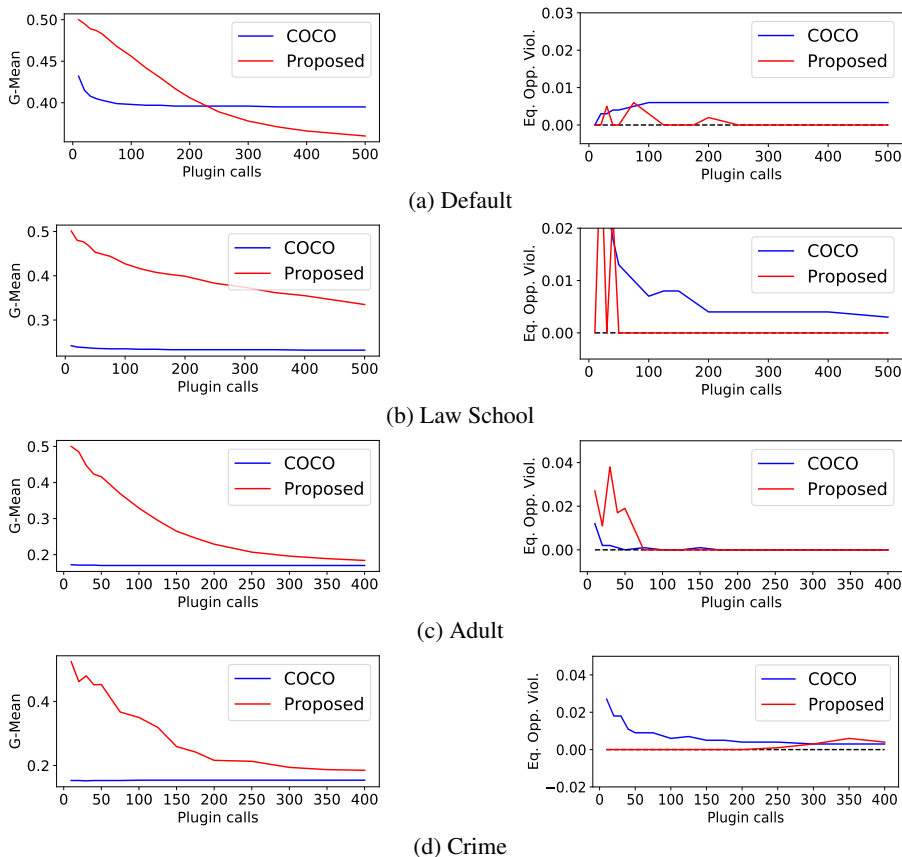 0.50
0.45
0.40
G-Mean
COCO
Proposed
0 100 200 300 400 500
Plugin calls
0.03
0.02
0.01
0.00
Eq. Opp. Viol.
COCO
Proposed
0 100 200 300 400 500
Plugin calls
(a) Default
0.5
0.4
0.3
G-Mean
COCO
Proposed
0 100 200 300 400 500
Plugin calls
0.02
0.01
0.00
Eq. Opp. Viol.
COCO
Proposed
0 100 200 300 400 500
Plugin calls
(b) Law School
0.5
0.4
0.3
0.2
G-Mean
COCO
Proposed
0 50 100 150 200 250 300 350 400
Plugin calls
0.04
0.02
0.00
Eq. Opp. Viol.
COCO
Proposed
0 50 100 150 200 250 300 350 400
Plugin calls
(c) Adult
0.4
0.2
G-Mean
COCO
Proposed
0 50 100 150 200 250 300 350 400
Plugin calls
0.04
0.02
0.00
−0.02
Eq. Opp. Viol.
COCO
Proposed
0 50 100 150 200 250 300 350 400
Plugin calls
(d) Crime